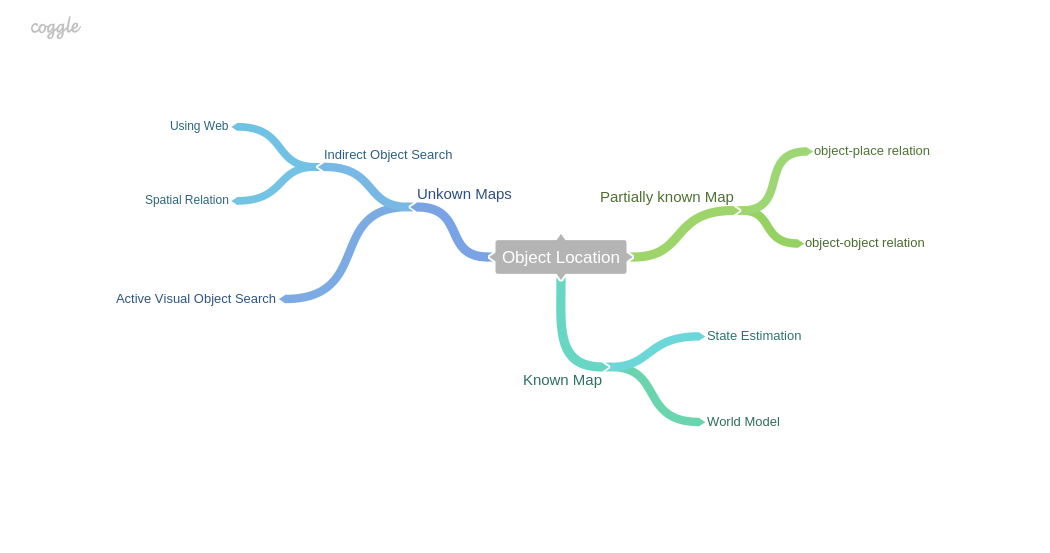 coggle
Using Web
Indirect Object Search
Spatial Relation
Unkown Maps
Active Visual Object Search
Object Location
Partially known Map
object-place relation
object-object relation
Known Map
State Estimation
World Model